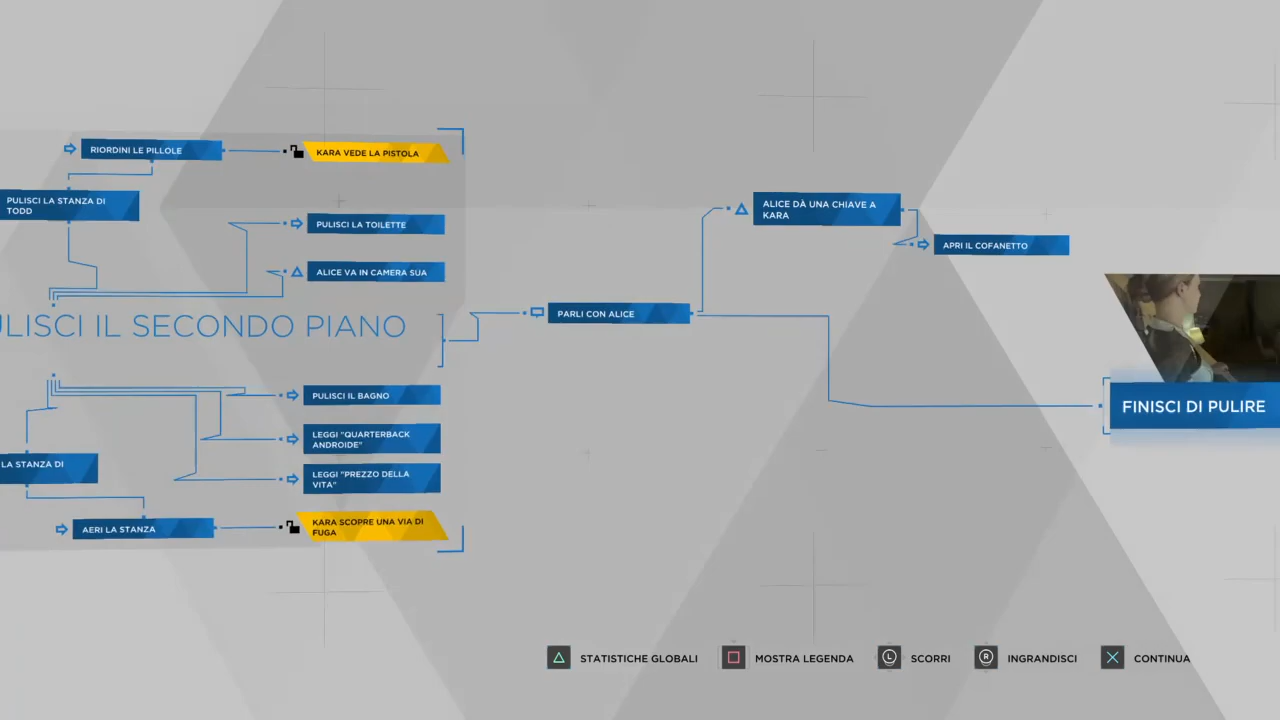 RIORDINI LE PILLOLE
KARA VEDE LA PISTOLA
PULISCI LA STANZA DI
TODD
PULISCI LA TOILETTE
ALICE VA IN CAMERA SUA
ULISCI IL SECONDO PIANO
PARLI CON ALICE
ALICE DÀ UNA CHIAVE A
KARA
APRI IL COFANETTO
FINISCI DI PULIRE
PULISCI IL BAGNO
LEGGI "QUARTERBACK
ANDROIDE"
LA STANZA DI
LEGGI "PREZZO DELLA
VITA"
AERI LA STANZA
KARA SCOPRE UNA VIA DI
FUGA
STATISTICHE GLOBALI
MOSTRA LEGENDA
L SCORRI
R INGRANDISCI
CONTINUA